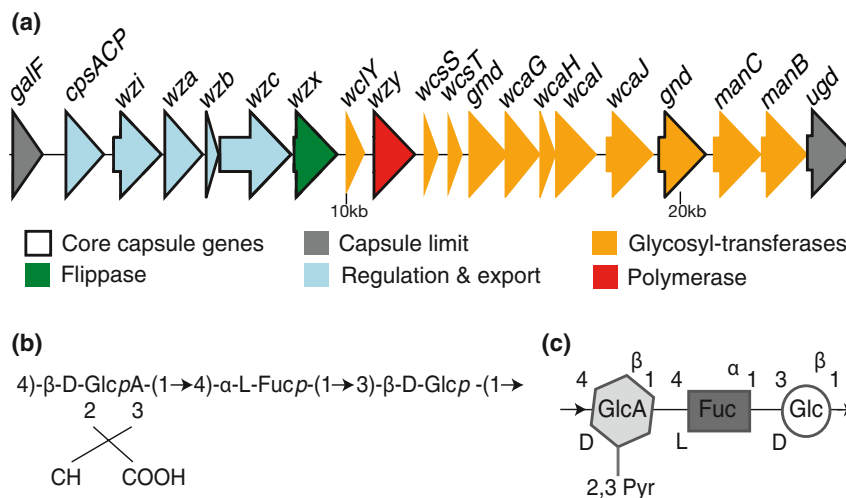 (a)
galF cpsACP wzi wza wzb wzc wzx wclY wzy wcsS wcsT gmd wcaG wcaH wcaI wcaJ gnd manC manB ugd
10kb 20kb
Core capsule genes Capsule limit Glycosyl-transferases
Flippase Regulation & export Polymerase
(b)
4)-β-D-GlcpA-(1→4)-α-L-Fucp-(1→3)-β-D-Glcp -(1→
2 3
CH COOH
(c)
4 β 1 4 α 1 3 β 1
GlcA Fuc Glc
D L D
2,3 Pyr